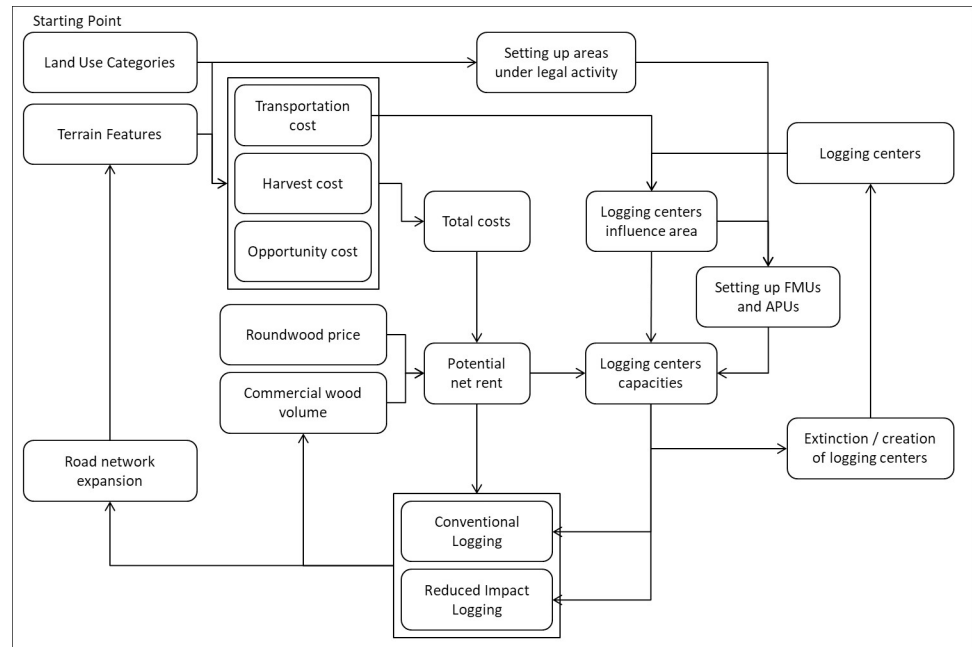 Starting Point
Land Use Categories
Setting up areas
under legal activity
Terrain Features
Transportation
cost
Logging centers
Harvest cost
Logging centers
influence area
Total costs
Opportunity cost
Setting up FMUs
and APUs
Roundwood price
Potential
net rent
Logging centers
capacities
Commercial wood
volume
Road network
expansion
Extinction / creation
of logging centers
Conventional
Logging
Reduced Impact
Logging